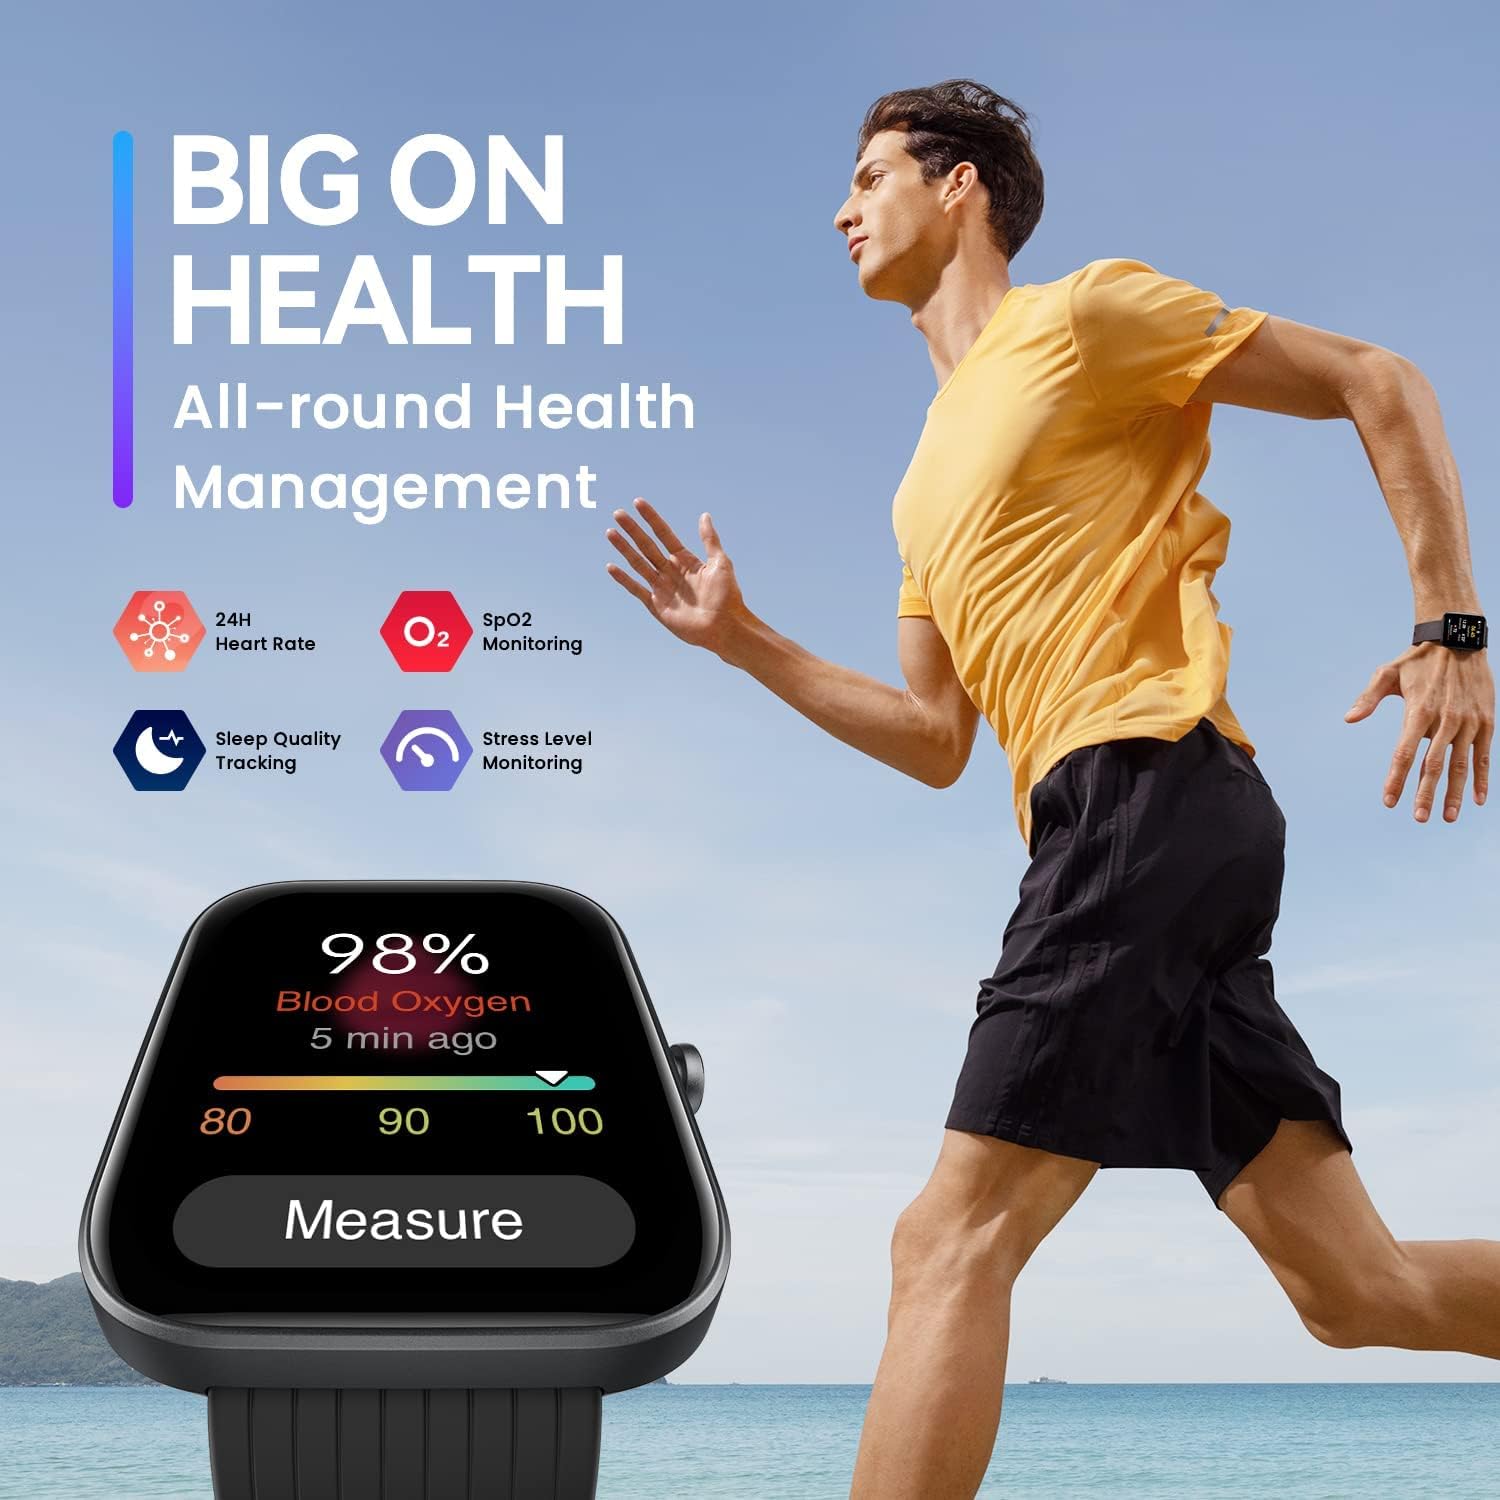 BIG ON
HEALTH
All-round Health
Management
24H
Heart Rate
SpO2
Monitoring
O2
Sleep Quality
Tracking
Stress Level
Monitoring
98%
Blood Oxygen
5 min ago
80 90 100
Measure